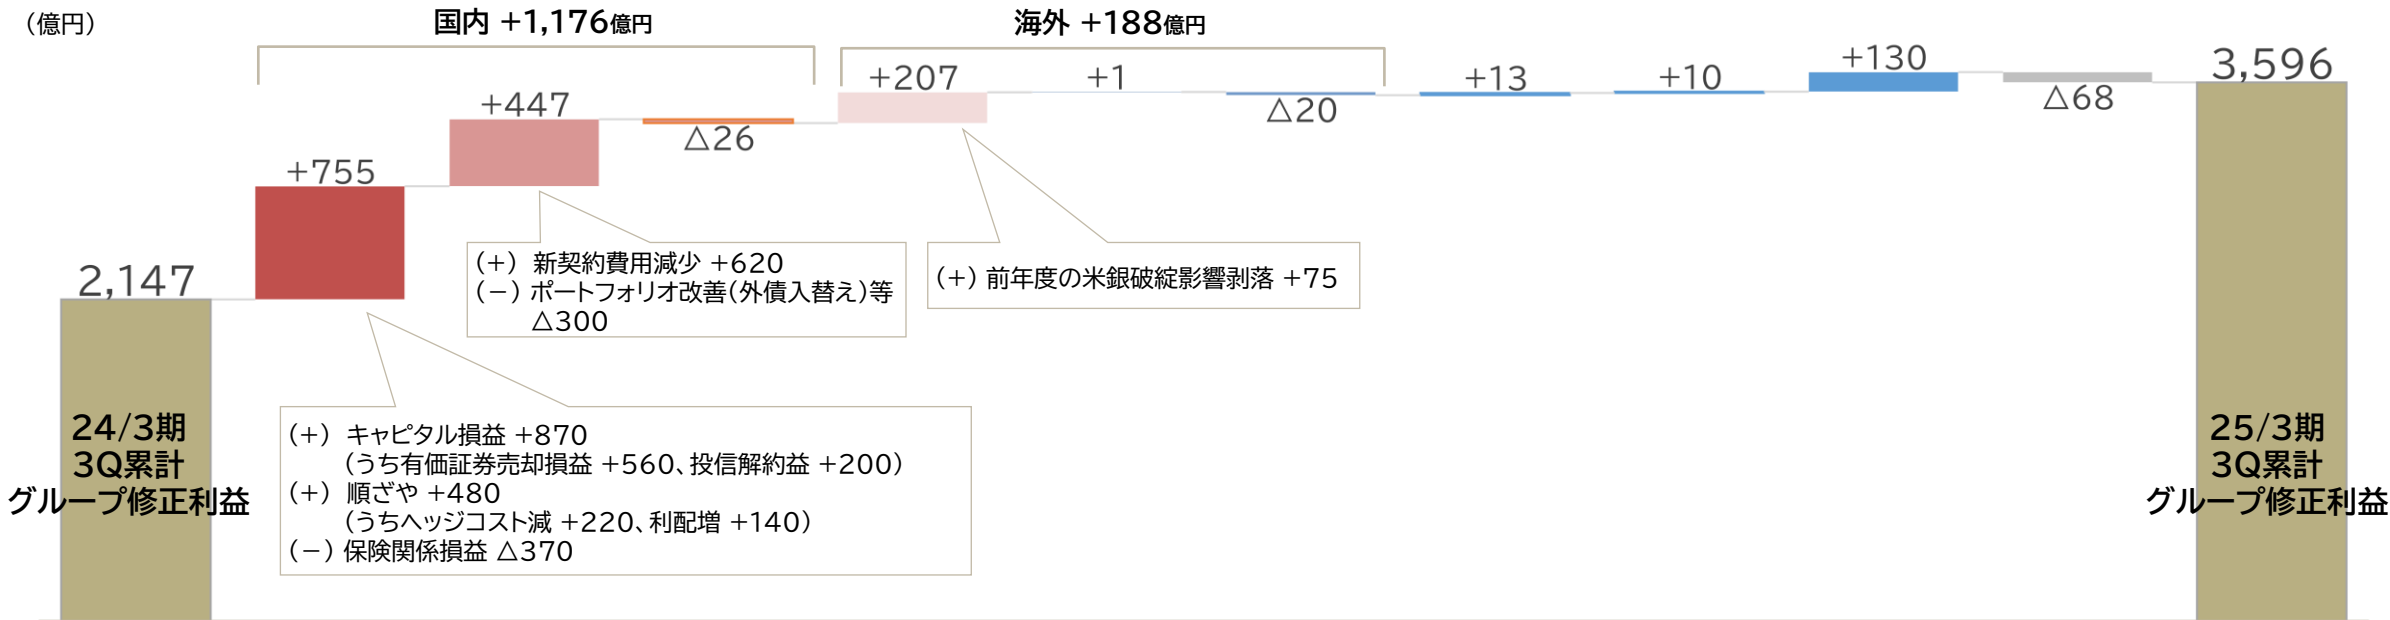 （億円）
国内 +1,176億円
海外 +188億円
2,147
+755
+447
△26
+207
+1
△20
+13
+10
+130
△68
3,596
（+） 新契約費用減少 +620
（－） ポートフォリオ改善（外債入替え）等
△300
（+） 前年度の米銀破綻影響剥落 +75
（+） キャピタル損益 +870
（うち有価証券売却損益 +560、投信解約益 +200）
（+） 順ざや +480
（うちヘッジコスト減 +220、利配増 +140）
（－） 保険関係損益 △370
24/3期
3Q累計
グループ修正利益
25/3期
3Q累計
グループ修正利益